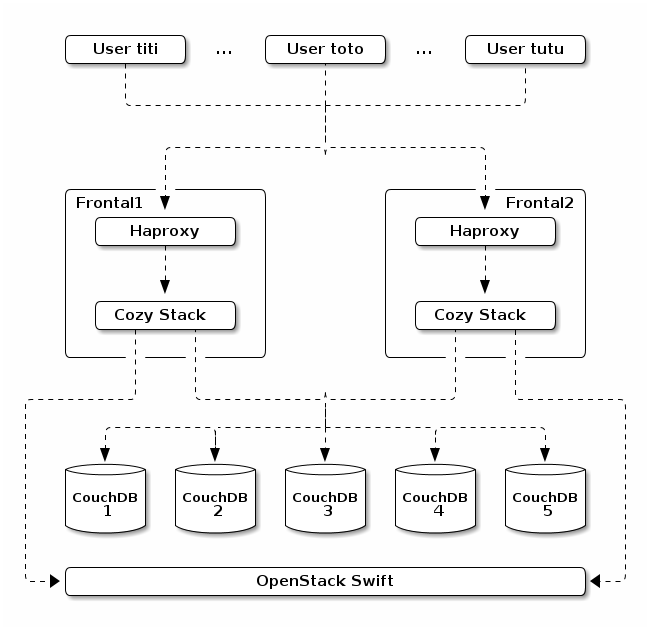 User titi ... User toto ... User tutu
Frontal1 Frontal2
Haproxy Haproxy
Cozy Stack Cozy Stack
CouchDB CouchDB CouchDB CouchDB CouchDB
1 2 3 4 5
OpenStack Swift